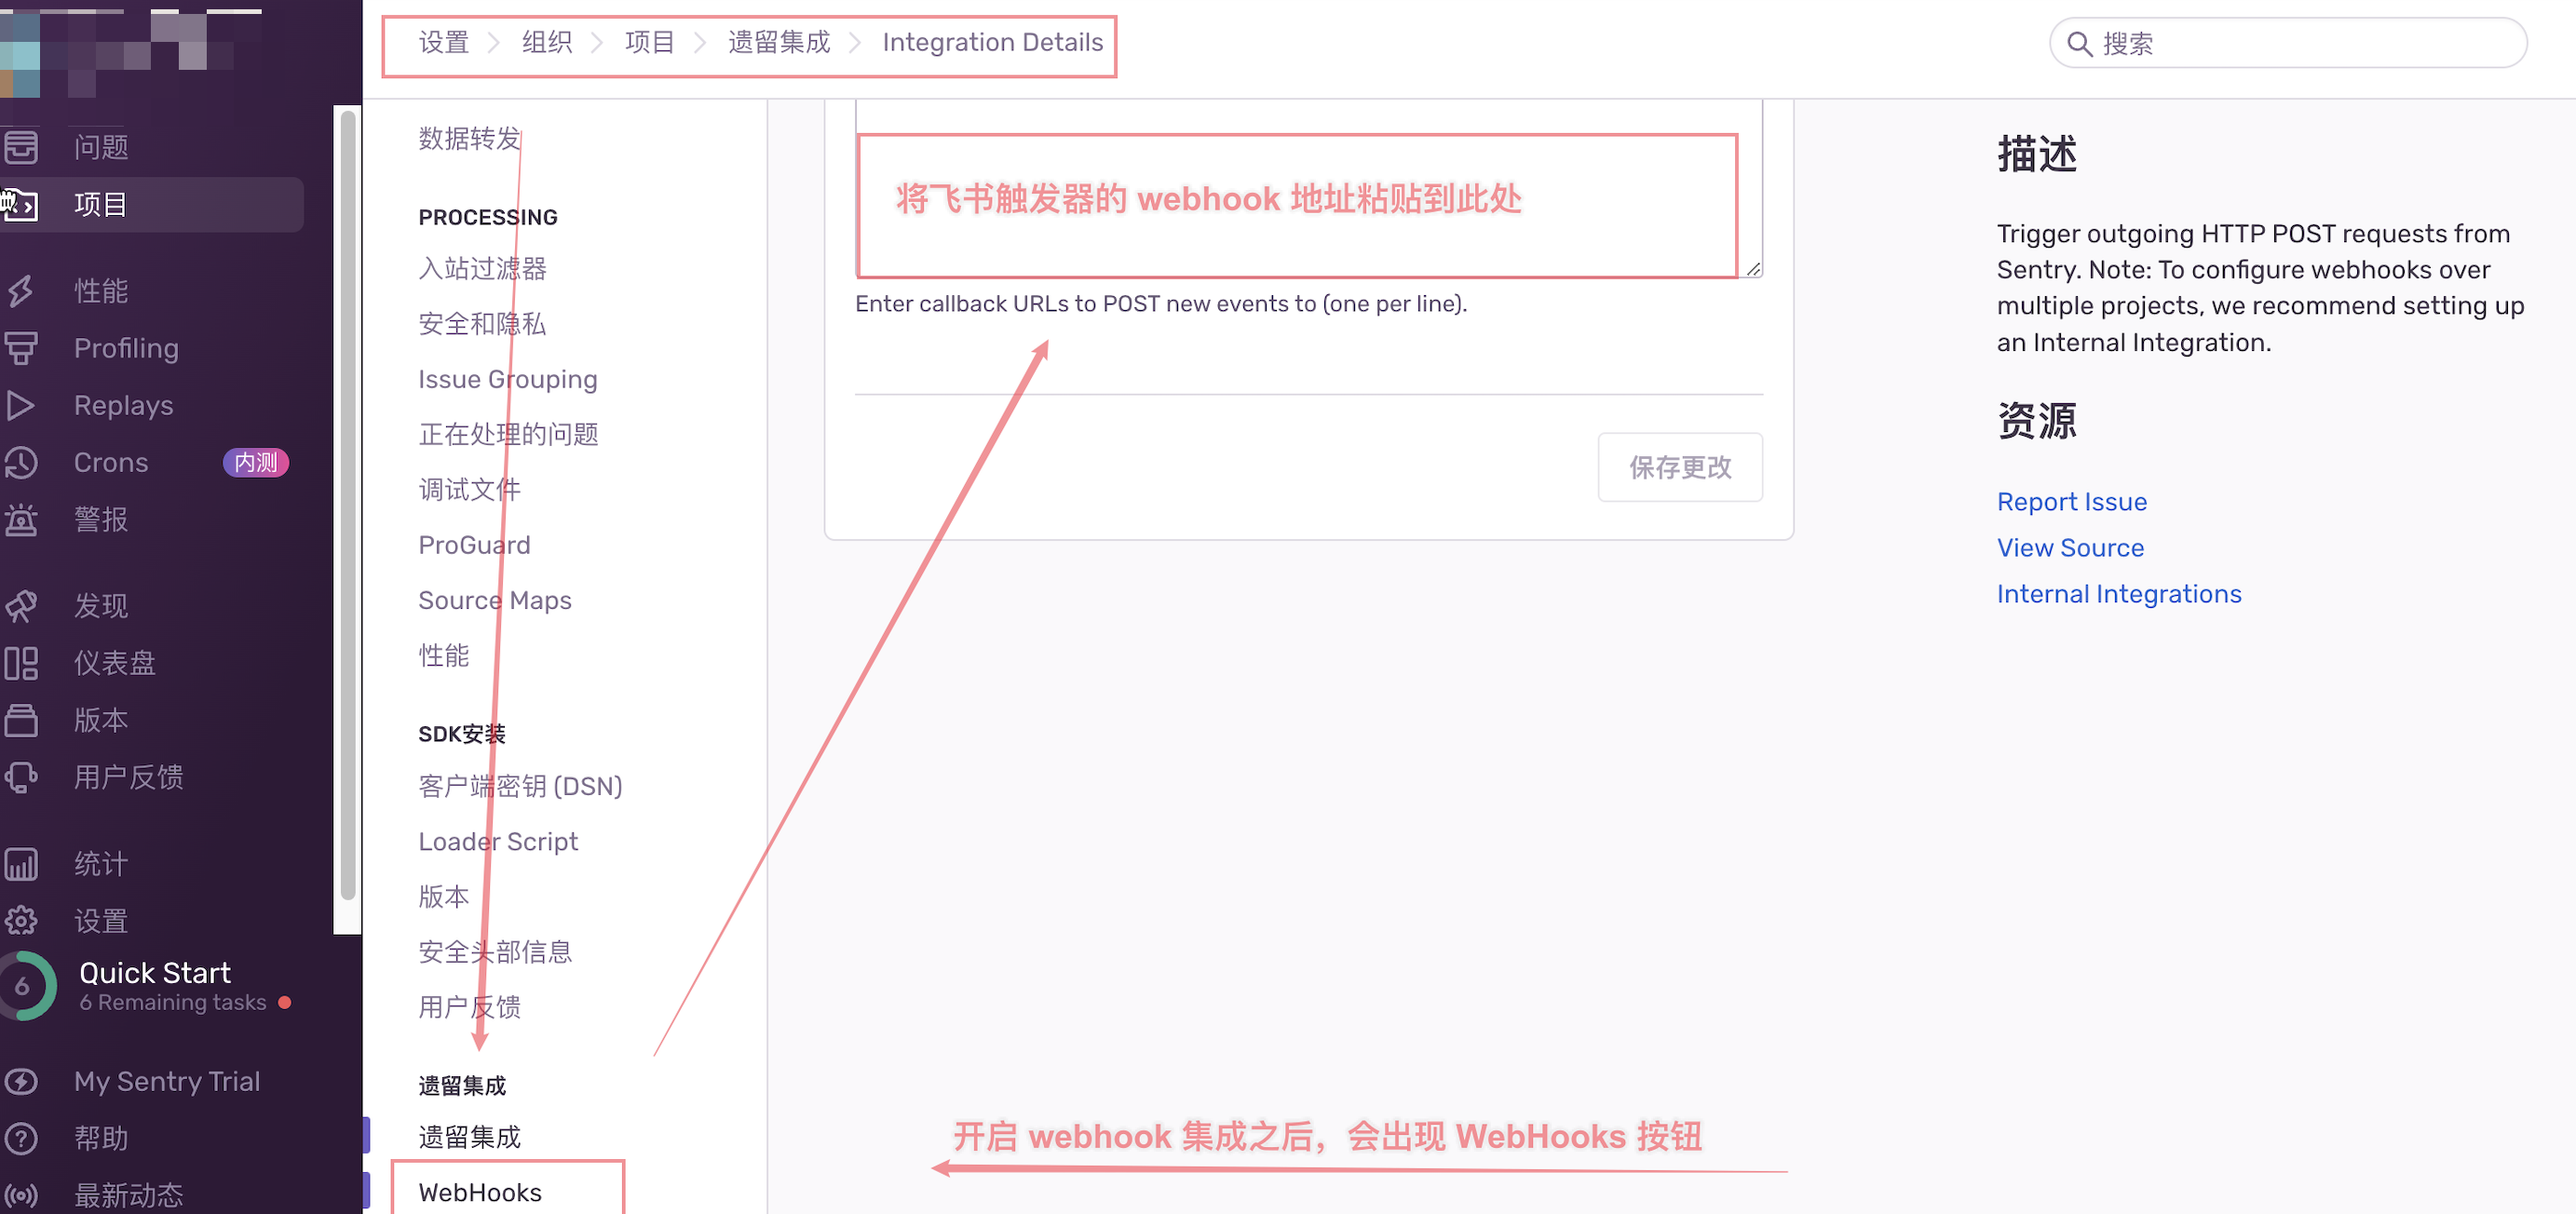 设置 组织 项目 遗留集成 Integration Details
搜索
问题
项目
性能
Profiling
Replays
Crons 内测
警报
发现
仪表盘
版本
用户反馈
统计
设置
6
Quick Start
6 Remaining tasks
My Sentry Trial
帮助
最新动态
数据转发
PROCESSING
入站过滤器
安全和隐私
Issue Grouping
正在处理的问题
调试文件
ProGuard
Source Maps
性能
SDK安装
客户端密钥 (DSN)
Loader Script
版本
安全头部信息
用户反馈
遗留集成
遗留集成
WebHooks
将飞书触发器的 webhook 地址粘贴到此处
Enter callback URLs to POST new events to (one per line).
保存更改
开启 webhook 集成之后，会出现 WebHooks 按钮
描述
Trigger outgoing HTTP POST requests from
Sentry. Note: To configure webhooks over
multiple projects, we recommend setting up
an Internal Integration.
资源
Report Issue
View Source
Internal Integrations